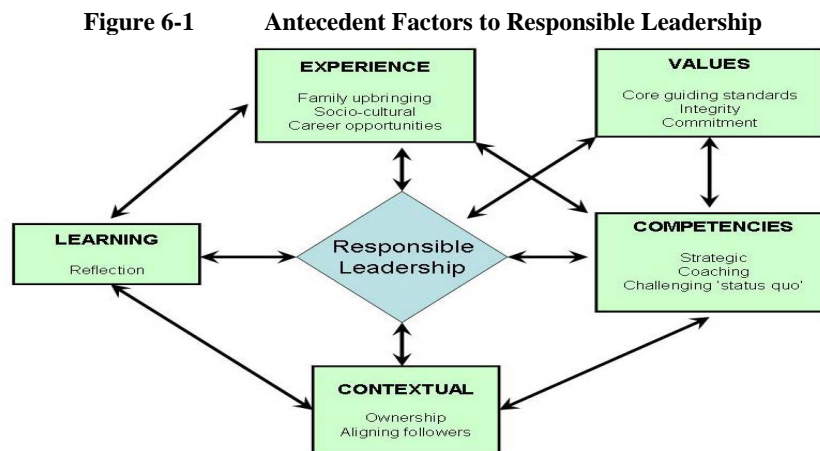 Figure 6-1 Antecedent Factors to Responsible Leadership
EXPERIENCE
Family upbringing
Socio-cultural
Career opportunities
VALUES
Core guiding standards
Integrity
Commitment
LEARNING
Reflection
Responsible
Leadership
COMPETENCIES
Strategic
Coaching
Challenging 'status quo'
CONTEXTUAL
Ownership
Aligning followers